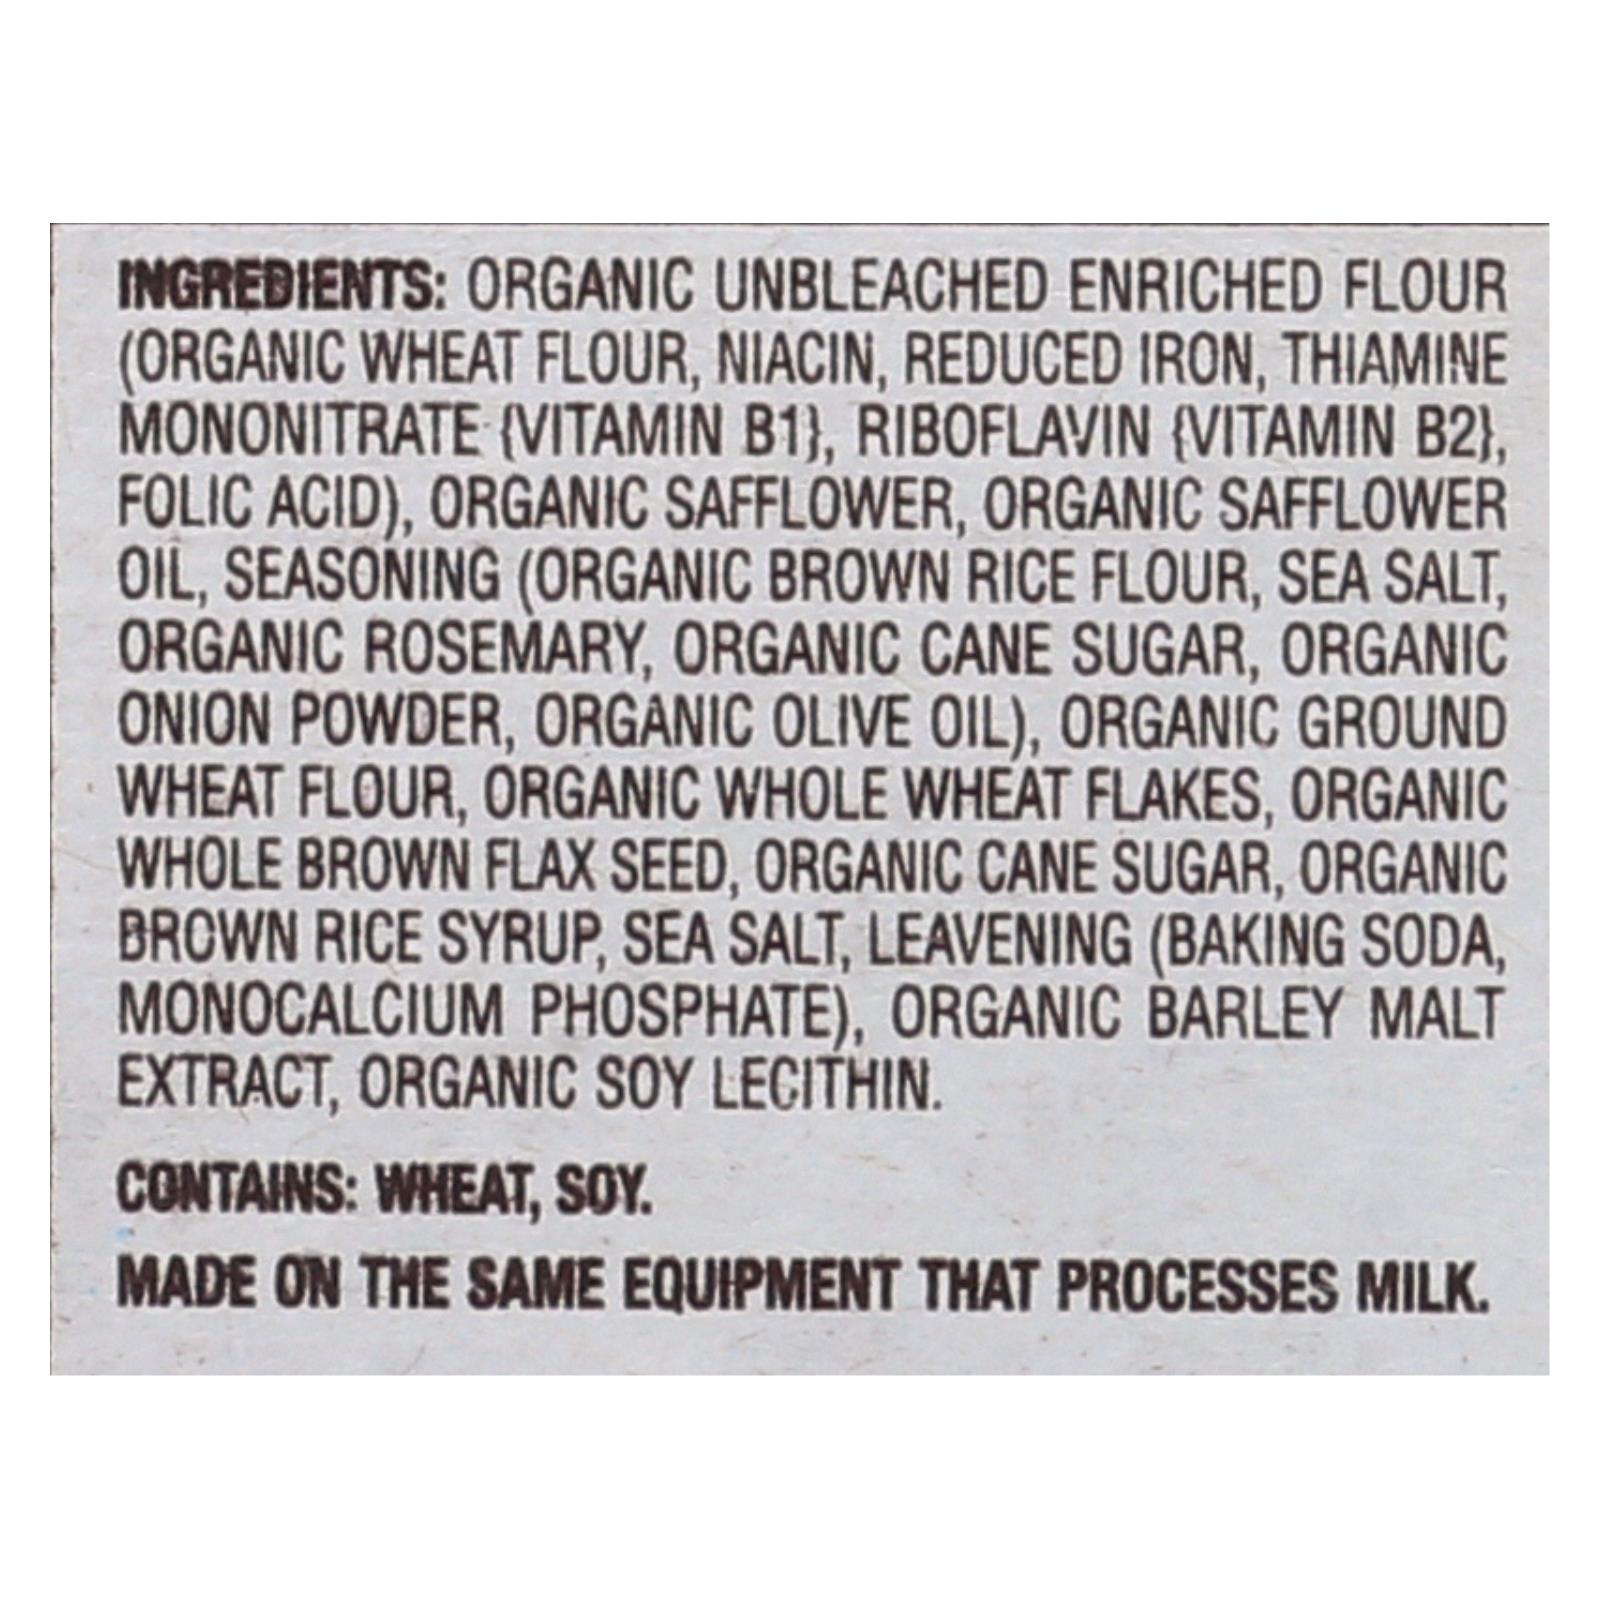 INGREDIENTS: ORGANIC UNBLEACHED ENRICHED FLOUR
(ORGANIC WHEAT FLOUR, NIACIN, REDUCED IRON, THIAMINE
MONONITRATE {VITAMIN B1}, RIBOFLAVIN {VITAMIN B2},
FOLIC ACID), ORGANIC SAFFLOWER, ORGANIC SAFFLOWER
OIL, SEASONING (ORGANIC BROWN RICE FLOUR, SEA SALT,
ORGANIC ROSEMARY, ORGANIC CANE SUGAR, ORGANIC
ONION POWDER, ORGANIC OLIVE OIL), ORGANIC GROUND
WHEAT FLOUR, ORGANIC WHOLE WHEAT FLAKES, ORGANIC
WHOLE BROWN FLAX SEED, ORGANIC CANE SUGAR, ORGANIC
BROWN RICE SYRUP, SEA SALT, LEAVENING (BAKING SODA,
MONOCALCIUM PHOSPHATE), ORGANIC BARLEY MALT
EXTRACT, ORGANIC SOY LECITHIN.
CONTAINS: WHEAT, SOY.
MADE ON THE SAME EQUIPMENT THAT PROCESSES MILK.